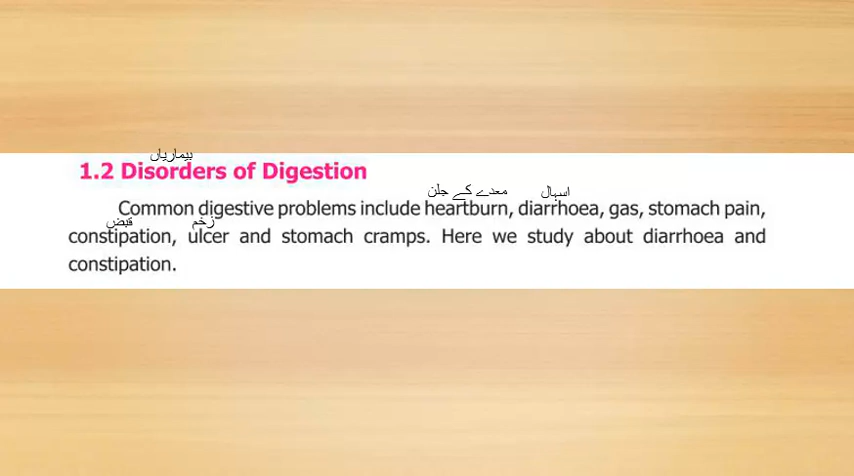 بیماریاں
1.2 Disorders of Digestion
معدے کے جلن اسہال
Common digestive problems include heartburn, diarrhoea, gas, stomach pain,
قبض زخم
constipation, ulcer and stomach cramps. Here we study about diarrhoea and
constipation.